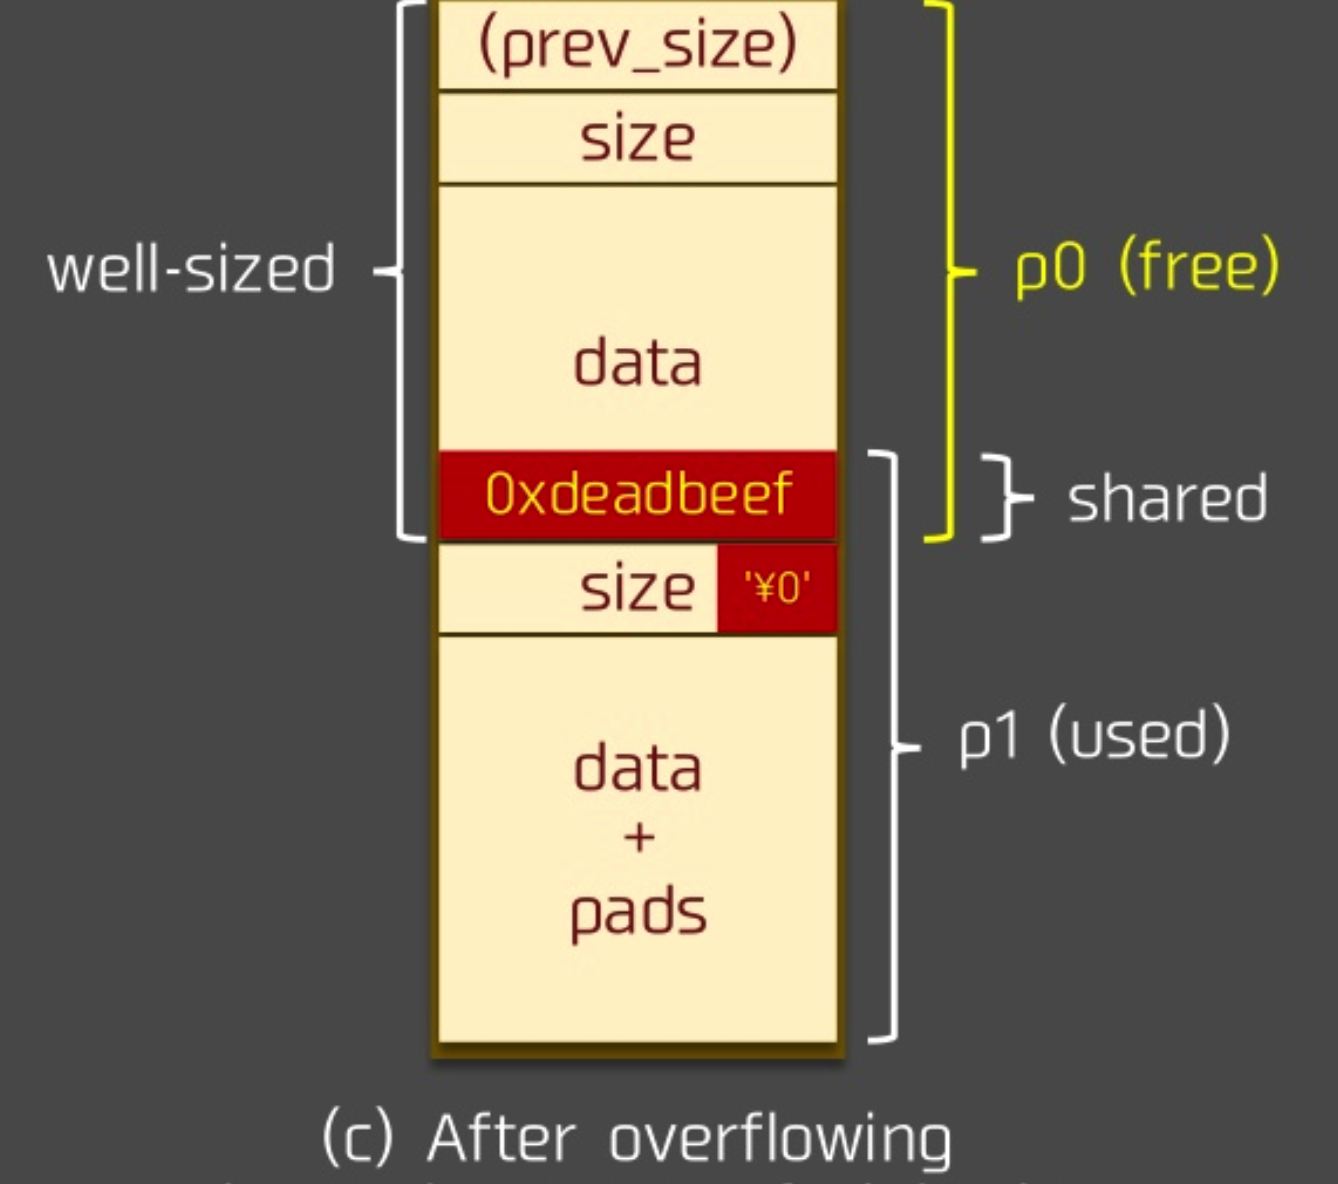 (prev_size)
size
well-sized
p0 (free)
data
0xdeadbeef
shared
size
'¥0'
p1 (used)
data
+
pads
(c) After overflowing